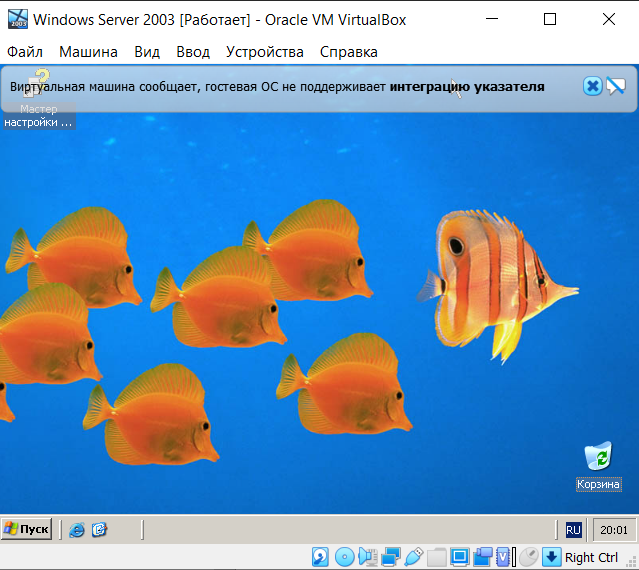 2003
Windows Server 2003 [Работает] - Oracle VM VirtualBox
Файл Машина Вид Ввод Устройства Справка
Виртуальная машина сообщает, гостевая ОС не поддерживает интеграцию указателя
Мастер
настройки ...
Корзина
Пуск
RU
20:01
V
Right Ctrl